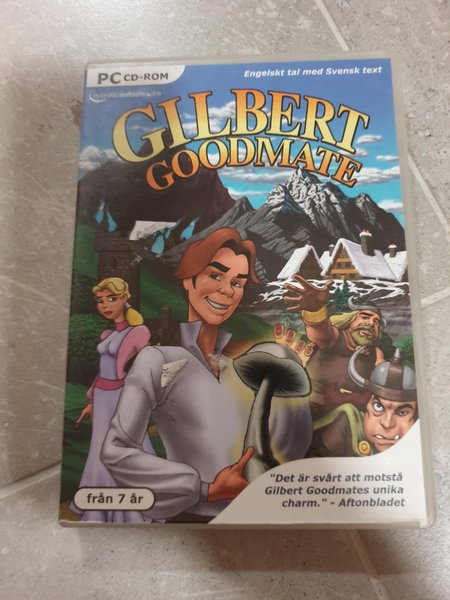 PC CD-ROM
Engelskt tal med Svensk text
GILBERT
GOODMATE
från 7 år
"Det är svårt att motstå
Gilbert Goodmates unika
charm." - Aftonbladet